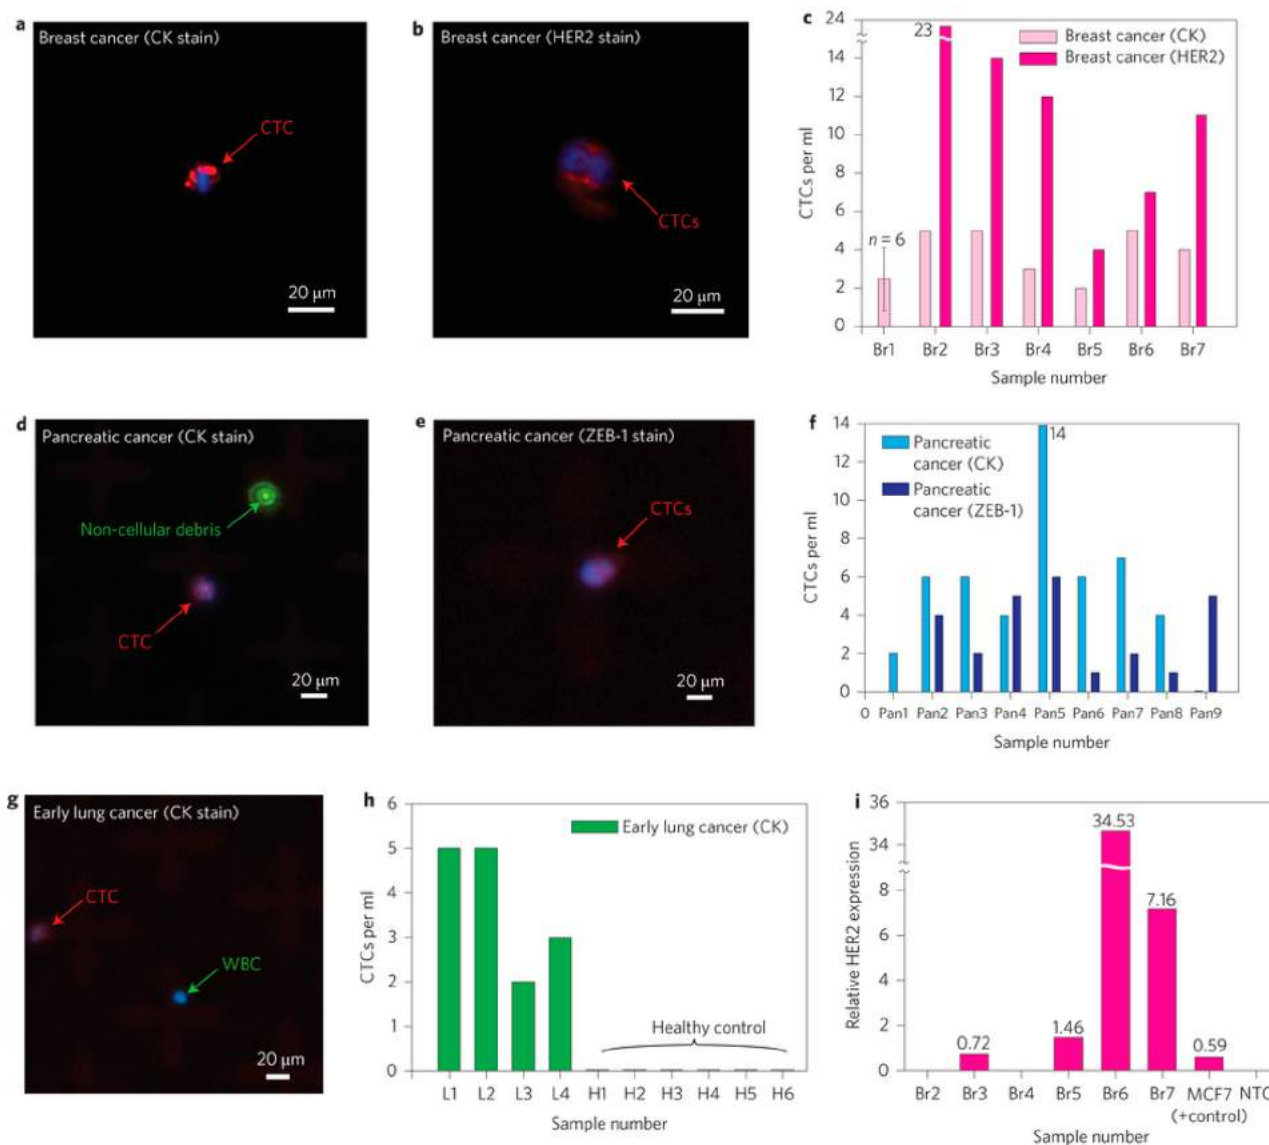 a
Breast cancer (CK stain)
CTC
20 µm
b
Breast cancer (HER2 stain)
CTCs
20 µm
c
24
14
12
10
8
6
4
2
0
CTCs per ml
23
n = 6
Breast cancer (CK)
Breast cancer (HER2)
Br1 Br2 Br3 Br4 Br5 Br6 Br7
Sample number
d
Pancreatic cancer (CK stain)
Non-cellular debris
CTC
20 µm
e
Pancreatic cancer (ZEB-1 stain)
CTCs
20 µm
f
14
12
10
8
6
4
2
0
CTCs per ml
Pancreatic
cancer (CK)
Pancreatic
cancer (ZEB-1)
14
0 Pan1 Pan2 Pan3 Pan4 Pan5 Pan6 Pan7 Pan8 Pan9
Sample number
g
Early lung cancer (CK stain)
CTC
WBC
20 µm
h
6
5
4
3
2
1
0
CTCs per ml
Early lung cancer (CK)
Healthy control
L1 L2 L3 L4 H1 H2 H3 H4 H5 H6
Sample number
i
36
34
8
6
4
2
0
Relative HER2 expression
0.72
1.46
34.53
7.16
0.59
Br2 Br3 Br4 Br5 Br6 Br7 MCF7 NTC
(+control)
Sample number